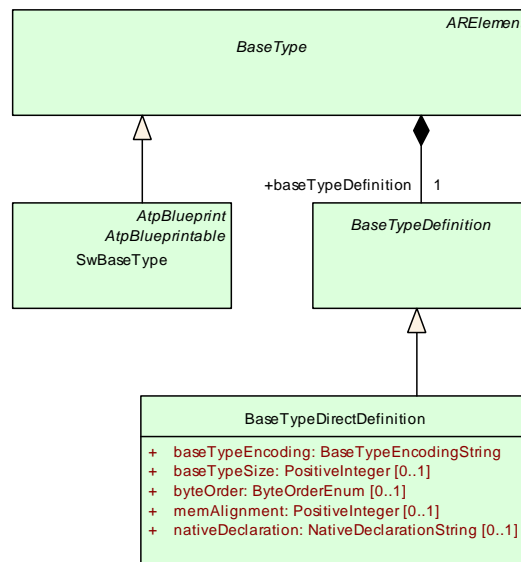 ARElemen
BaseType
+baseTypeDefinition 1
AtpBlueprint
AtpBlueprintable
SwBaseType
BaseTypeDefinition
BaseTypeDirectDefinition
+ baseTypeEncoding: BaseTypeEncodingString
+ baseTypeSize: PositiveInteger [0..1]
+ byteOrder: ByteOrderEnum [0..1]
+ memAlignment: PositiveInteger [0..1]
+ nativeDeclaration: NativeDeclarationString [0..1]